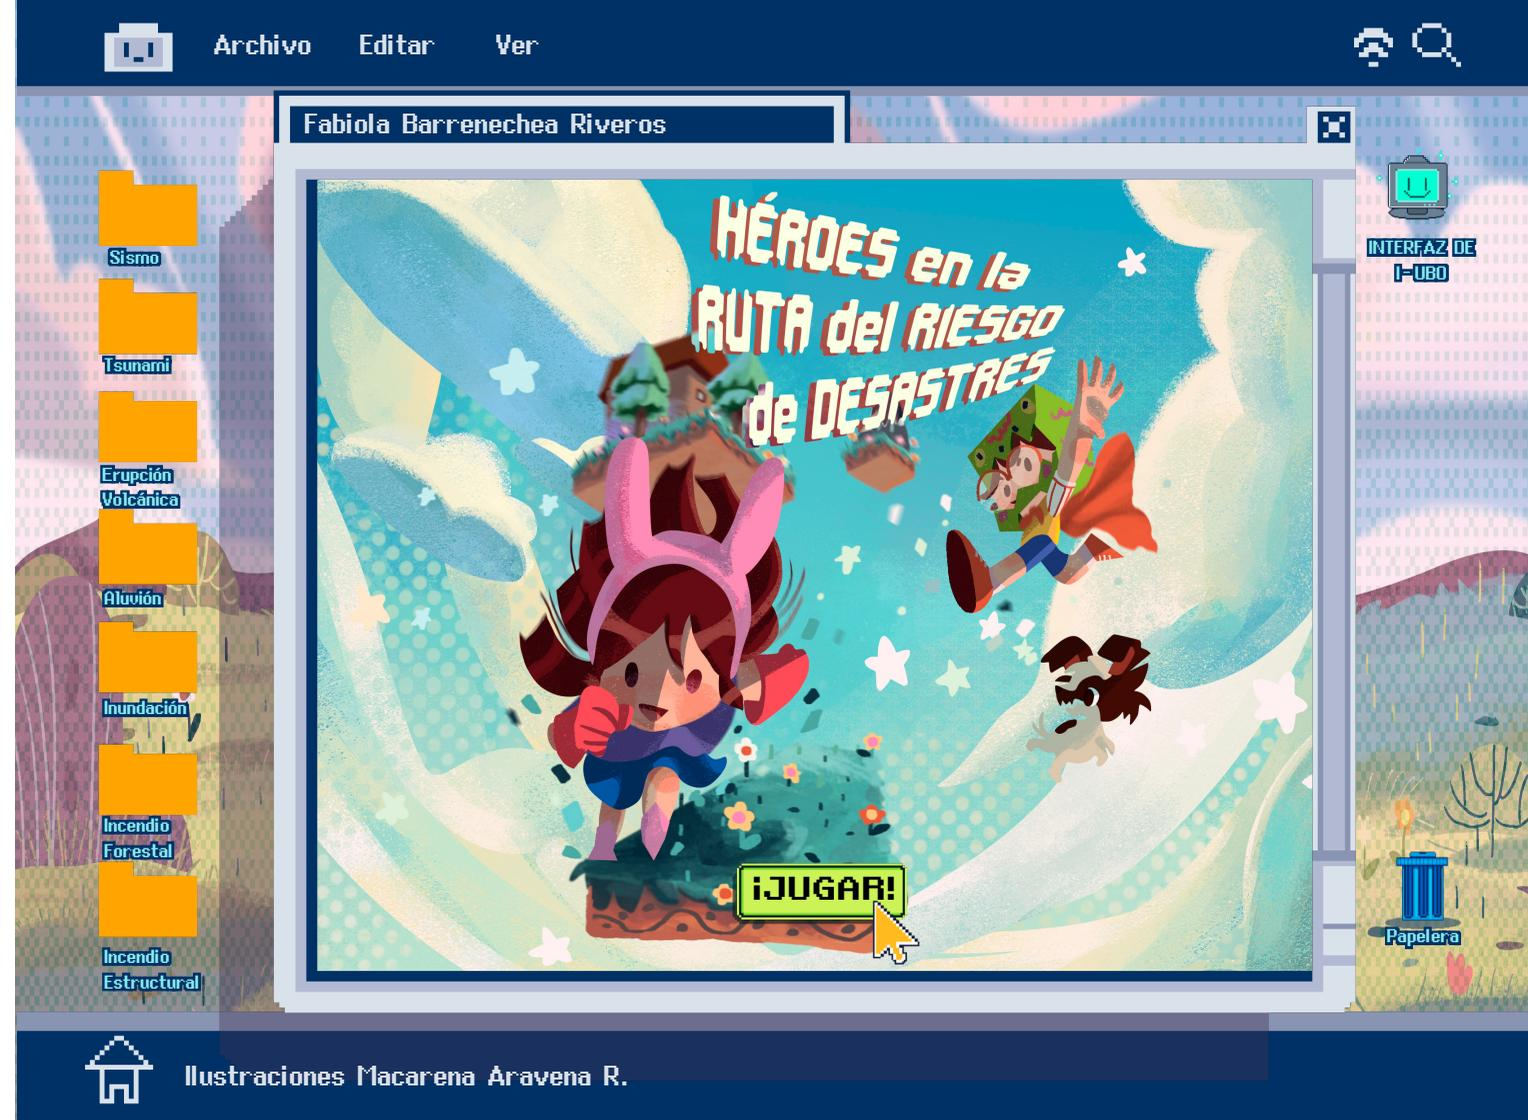 Archivo
Editar
Ver
Fabiola Barrenechea Riveros
HÉROES en la
RUTA del RIESGO
de DESASTRES
Sismo
Tsunami
Erupción
Volcánica
Aluvión
Inundación
Incendio
Forestal
Incendio
Estructural
INTERFAZ DE
I-UBO
¡JUGAR!
Papelera
Ilustraciones Macarena Aravena R.